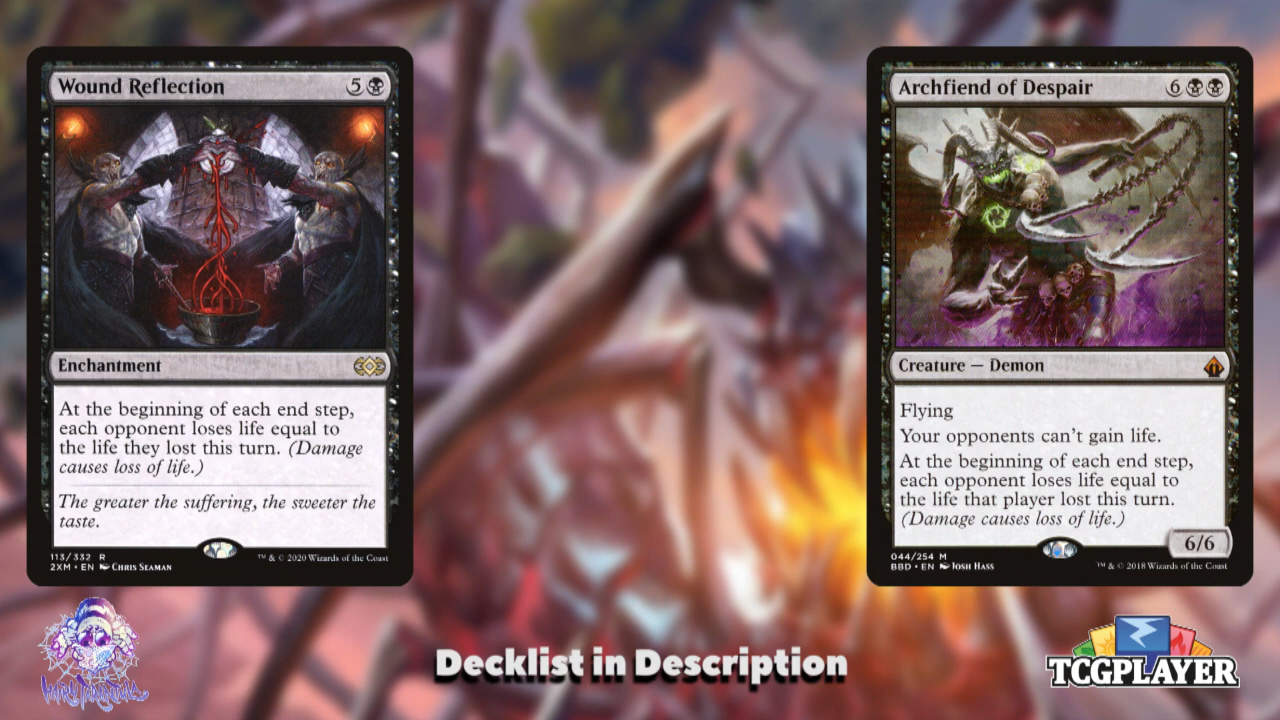 Wound Reflection 5
Enchantment
At the beginning of each end step,
each opponent loses life equal to
the life they lost this turn. (Damage
causes loss of life.)
The greater the suffering, the sweeter the
taste.
113/332 R
2XM • EN CHRIS SEAMAN
™ & © 2020 Wizards of the Coast
Archfiend of Despair 6
Creature — Demon
Flying
Your opponents can't gain life.
At the beginning of each end step,
each opponent loses life equal to
the life that player lost this turn.
(Damage causes loss of life.)
6/6
044/254 M
BBD • EN JOSH HASS
™ & © 2018 Wizards of the Coast
Decklist in Description
TCGPLAYER